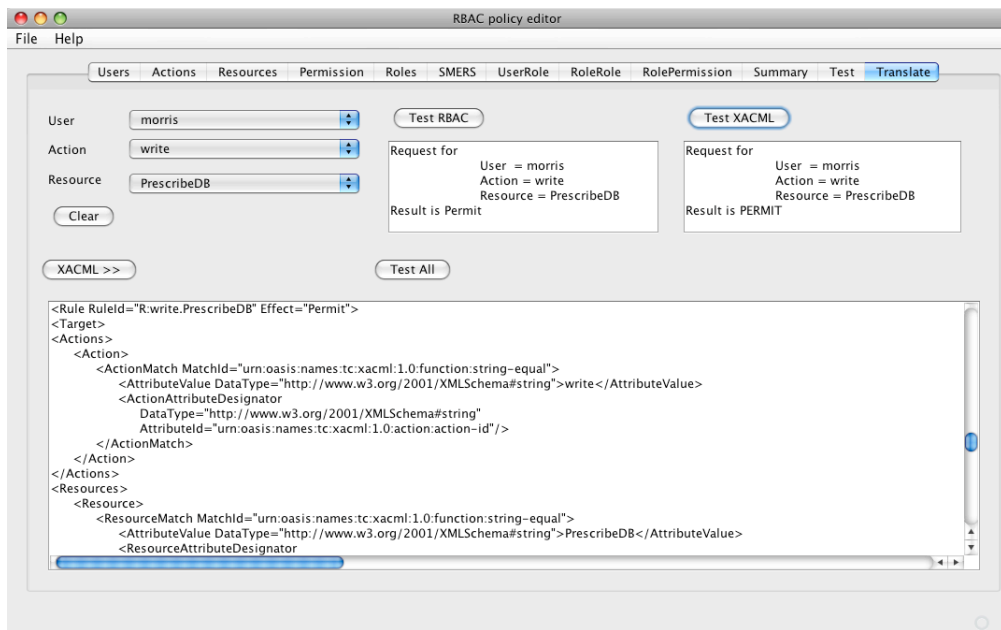 RBAC policy editor
File Help
Users Actions Resources Permission Roles SMERS UserRole RoleRole RolePermission Summary Test Translate
User morris
Action write
Resource PrescribeDB
Clear
Test RBAC
Request for
User = morris
Action = write
Resource = PrescribeDB
Result is Permit
Test XACML
Request for
User = morris
Action = write
Resource = PrescribeDB
Result is PERMIT
XACML >>
Test All
<Rule RuleId="R:write.PrescribeDB" Effect="Permit">
<Target>
<Actions>
<Action>
<ActionMatch MatchId="urn:oasis:names:tc:xacml:1.0:function:string-equal">
<AttributeValue DataType="http://www.w3.org/2001/XMLSchema#string">write</AttributeValue>
<ActionAttributeDesignator
DataType="http://www.w3.org/2001/XMLSchema#string"
AttributeId="urn:oasis:names:tc:xacml:1.0:action:action-id"/>
</ActionMatch>
</Action>
</Actions>
<Resources>
<Resource>
<ResourceMatch MatchId="urn:oasis:names:tc:xacml:1.0:function:string-equal">
<AttributeValue DataType="http://www.w3.org/2001/XMLSchema#string">PrescribeDB</AttributeValue>
<ResourceAttributeDesignator